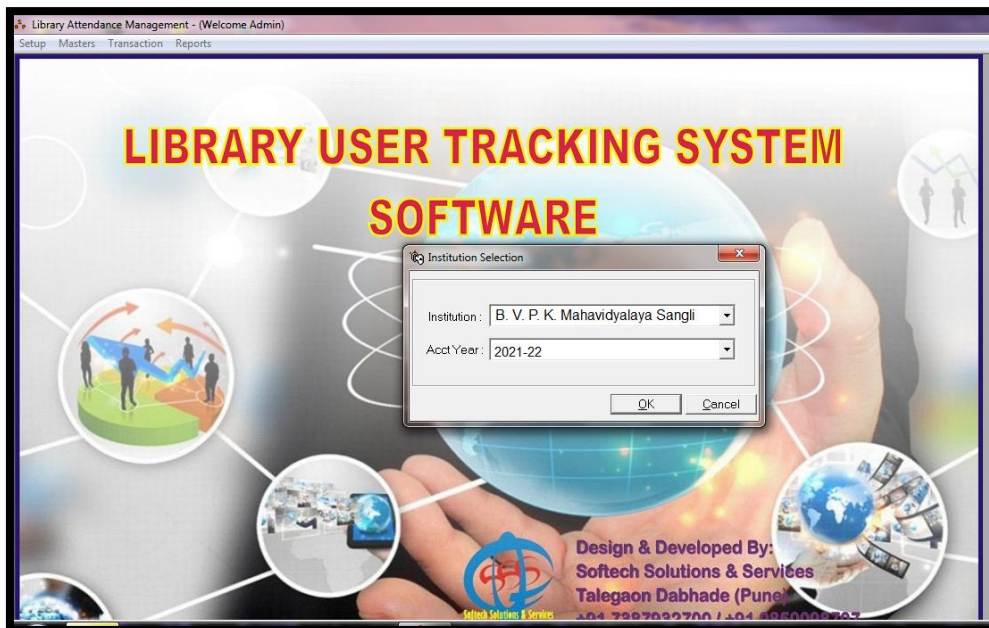 Library Attendance Management - (Welcome Admin)
Setup Masters Transaction Reports
LIBRARY USER TRACKING SYSTEM
SOFTWARE
Institution Selection
Institution : B. V. P. K. Mahavidyalaya Sangli
Acct Year : 2021-22
OK Cancel
Design & Developed By:
Softech Solutions & Services
Talegaon Dabhade (Pune)
Softech Solutions & Services